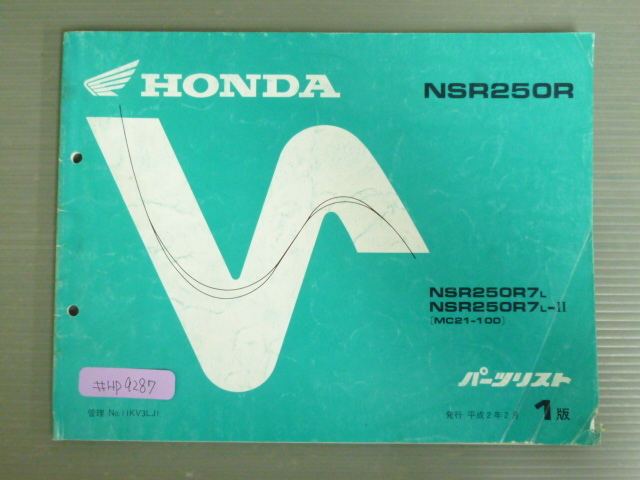 HONDA
NSR250R
NSR250R7L
NSR250R7L-II
[MC21-100]
パーツリスト
#HP9287
管理 No.11KV3LJ1
発行 平成2年2月 1版